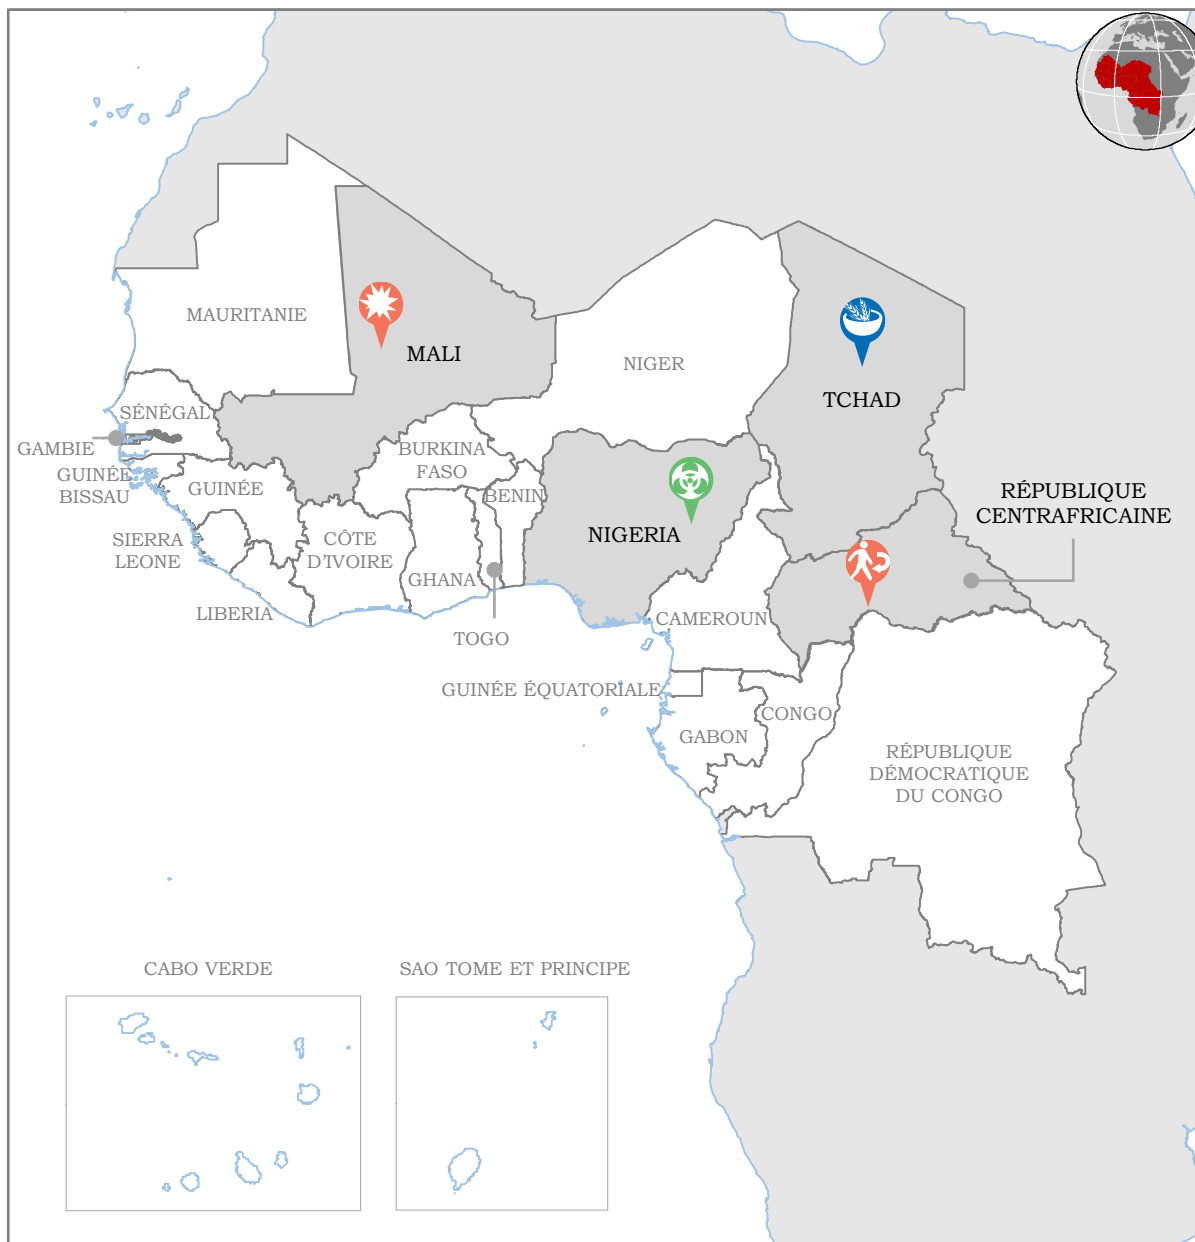 MAURITANIE
MALI
NIGER
TCHAD
SÉNÉGAL
GAMBIE
BURKINA
FASO
GUINÉE
BISSAU
GUINÉE
BENIN
RÉPUBLIQUE
CENTRAFRICAINE
NIGERIA
SIERRA
LEONE
CÔTE
D'IVOIRE
GHANA
LIBERIA
TOGO
CAMEROUN
GUINÉE ÉQUATORIALE
CONGO
GABON
RÉPUBLIQUE
DÉMOCRATIQUE
DU CONGO
CABO VERDE
SAO TOME ET PRINCIPE